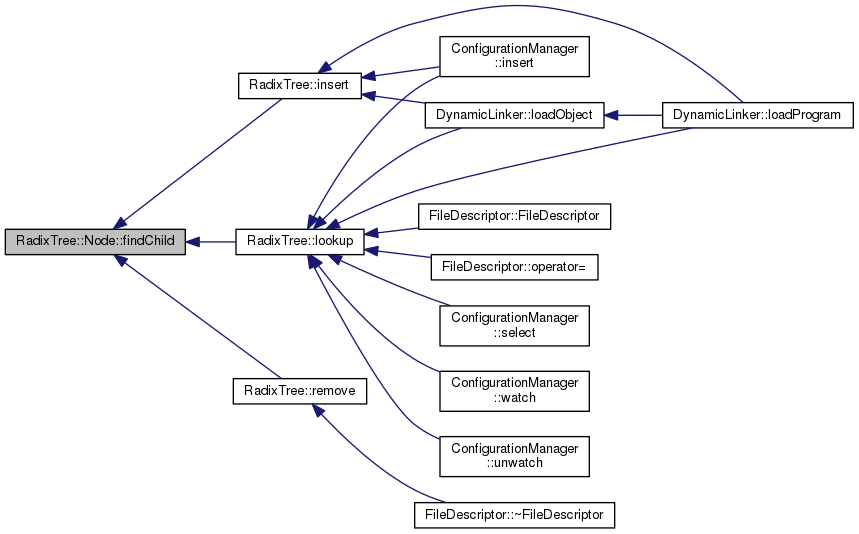 RadixTree::Node::findChild
RadixTree::insert
RadixTree::lookup
RadixTree::remove
ConfigurationManager
::insert
DynamicLinker::loadObject
FileDescriptor::FileDescriptor
FileDescriptor::operator=
ConfigurationManager
::select
ConfigurationManager
::watch
ConfigurationManager
::unwatch
FileDescriptor::~FileDescriptor
DynamicLinker::loadProgram